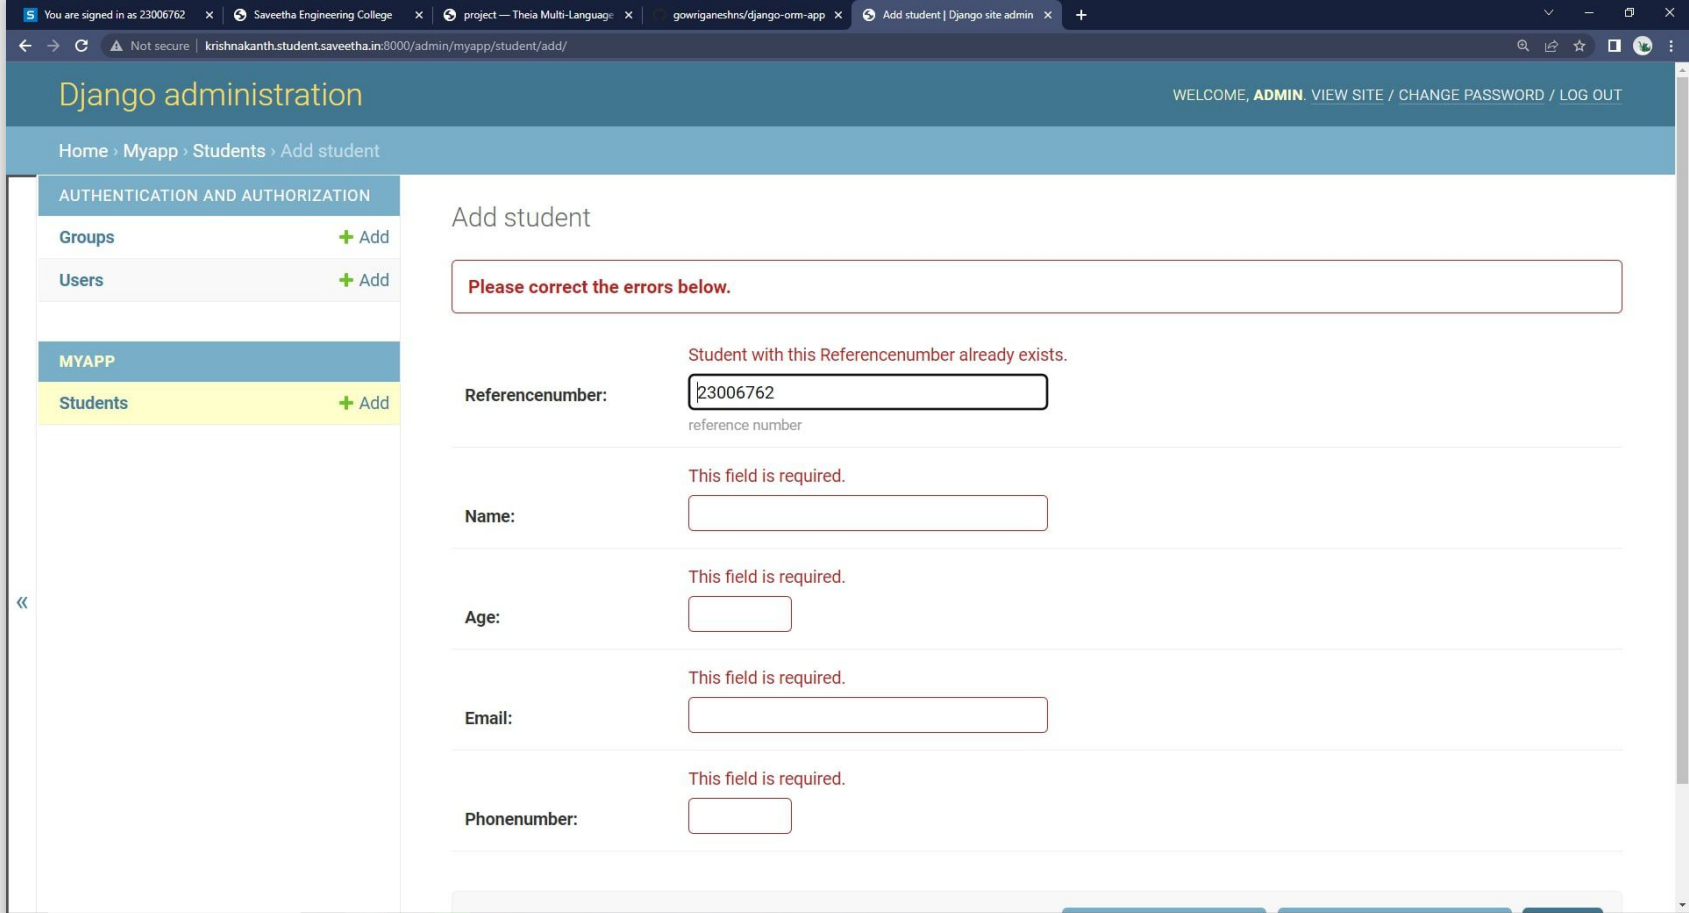 You are signed in as 23006762
Saveetha Engineering College
project — Theia Multi-Language
gowriganeshns/django-orm-app
Add student | Django site admin
Not secure | krishnakanth.student.saveetha.in:8000/admin/myapp/student/add/
Django administration
WELCOME, ADMIN. VIEW SITE / CHANGE PASSWORD / LOG OUT
Home › Myapp › Students › Add student
AUTHENTICATION AND AUTHORIZATION
Groups + Add
Users + Add
MYAPP
Students + Add
«
Add student
Please correct the errors below.
Student with this Referencenumber already exists.
Referencenumber: 23006762
reference number
This field is required.
Name:
This field is required.
Age:
This field is required.
Email:
This field is required.
Phonenumber: